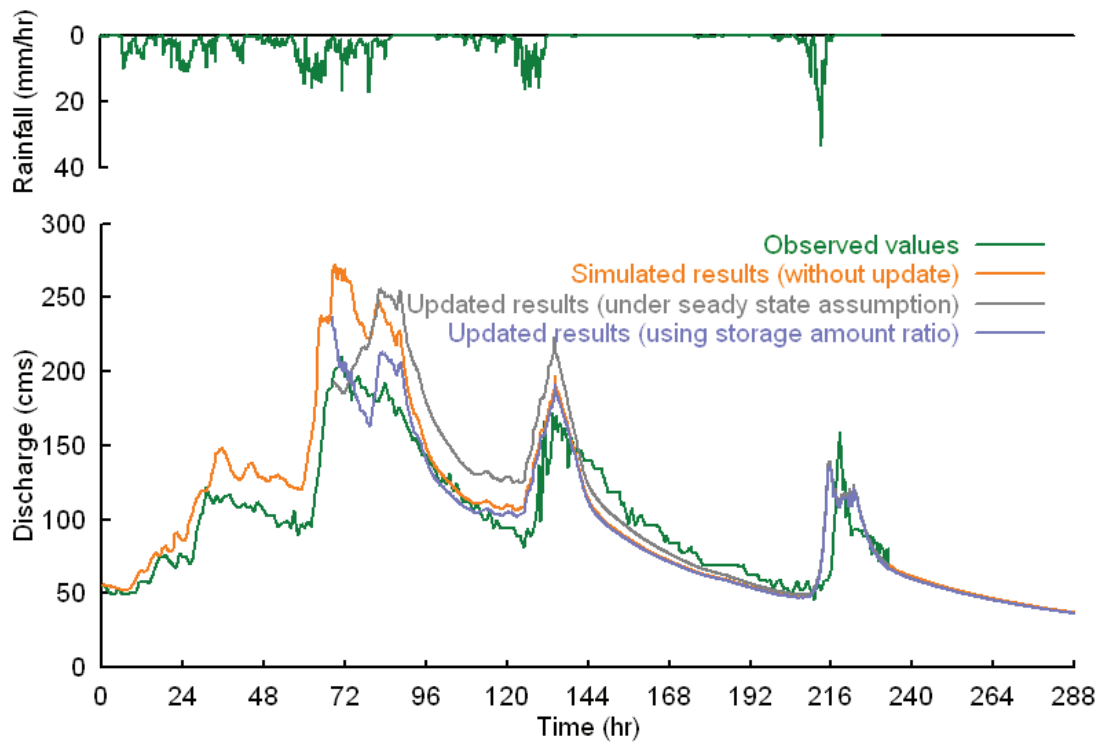 Rainfall (mm/hr)
0
20
40
Discharge (cms)
300
250
200
150
100
50
0
Observed values
Simulated results (without update)
Updated results (under seady state assumption)
Updated results (using storage amount ratio)
0 24 48 72 96 120 144 168 192 216 240 264 288
Time (hr)